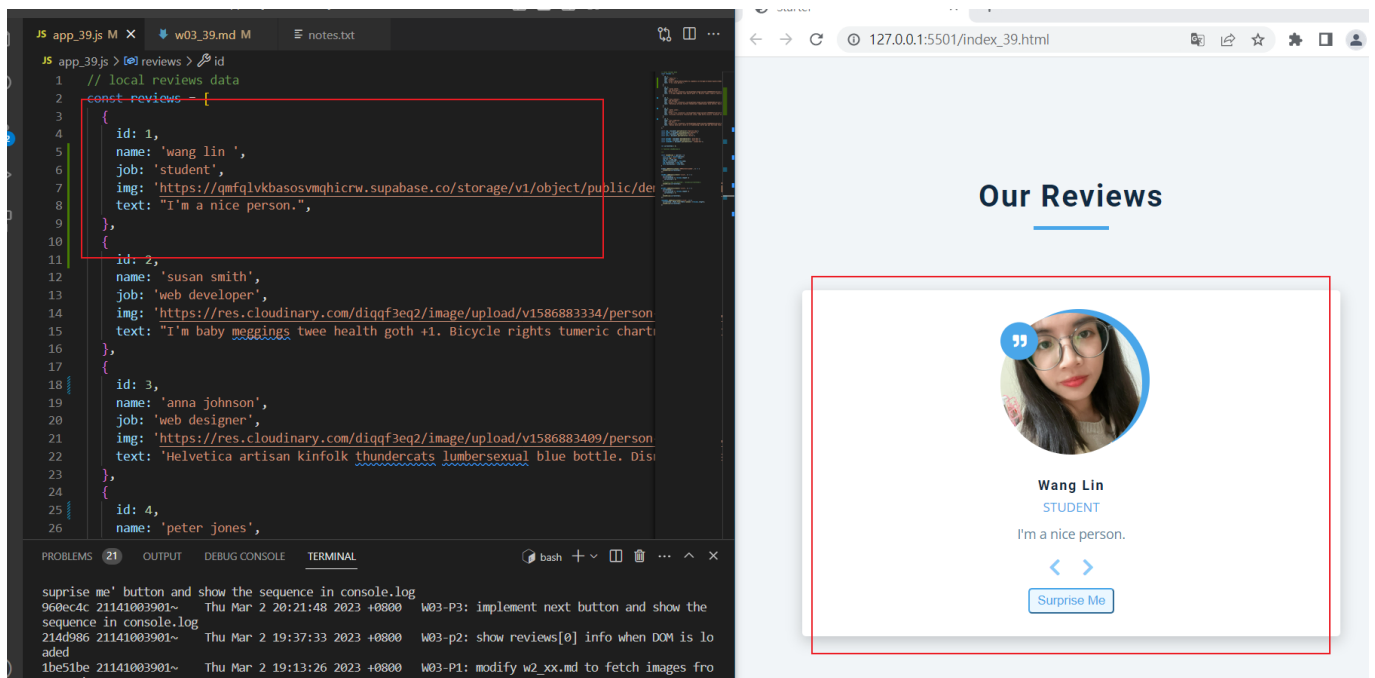 JS app_39.js M
w03_39.md M
notes.txt
127.0.0.1:5501/index_39.html
JS app_39.js > reviews > id
1 // local reviews data
2 const reviews = [
3 {
4 id: 1,
5 name: 'wang lin ',
6 job: 'student',
7 img: 'https://qmfqlvkbasosvmqhicrw.supabase.co/storage/v1/object/public/de
8 text: "I'm a nice person.",
9 },
10 {
11 id: 2,
12 name: 'susan smith',
13 job: 'web developer',
14 img: 'https://res.cloudinary.com/diqqf3eq2/image/upload/v1586883334/person
15 text: "I'm baby meggings twee health goth +1. Bicycle rights tumeric chart
16 },
17 {
18 id: 3,
19 name: 'anna johnson',
20 job: 'web designer',
21 img: 'https://res.cloudinary.com/diqqf3eq2/image/upload/v1586883409/person
22 text: 'Helvetica artisan kinfolk thundercats lumbersexual blue bottle. Dis
23 },
24 {
25 id: 4,
26 name: 'peter jones',
PROBLEMS 21 OUTPUT DEBUG CONSOLE TERMINAL
bash
suprise me' button and show the sequence in console.log
960ec4c 21141003901~ Thu Mar 2 20:21:48 2023 +0800 W03-P3: implement next button and show the
sequence in console.log
214d986 21141003901~ Thu Mar 2 19:37:33 2023 +0800 W03-p2: show reviews[0] info when DOM is lo
aded
1be51be 21141003901~ Thu Mar 2 19:13:26 2023 +0800 W03-P1: modify w2_xx.md to fetch images fro
Our Reviews
Wang Lin
STUDENT
I'm a nice person.
Surprise Me